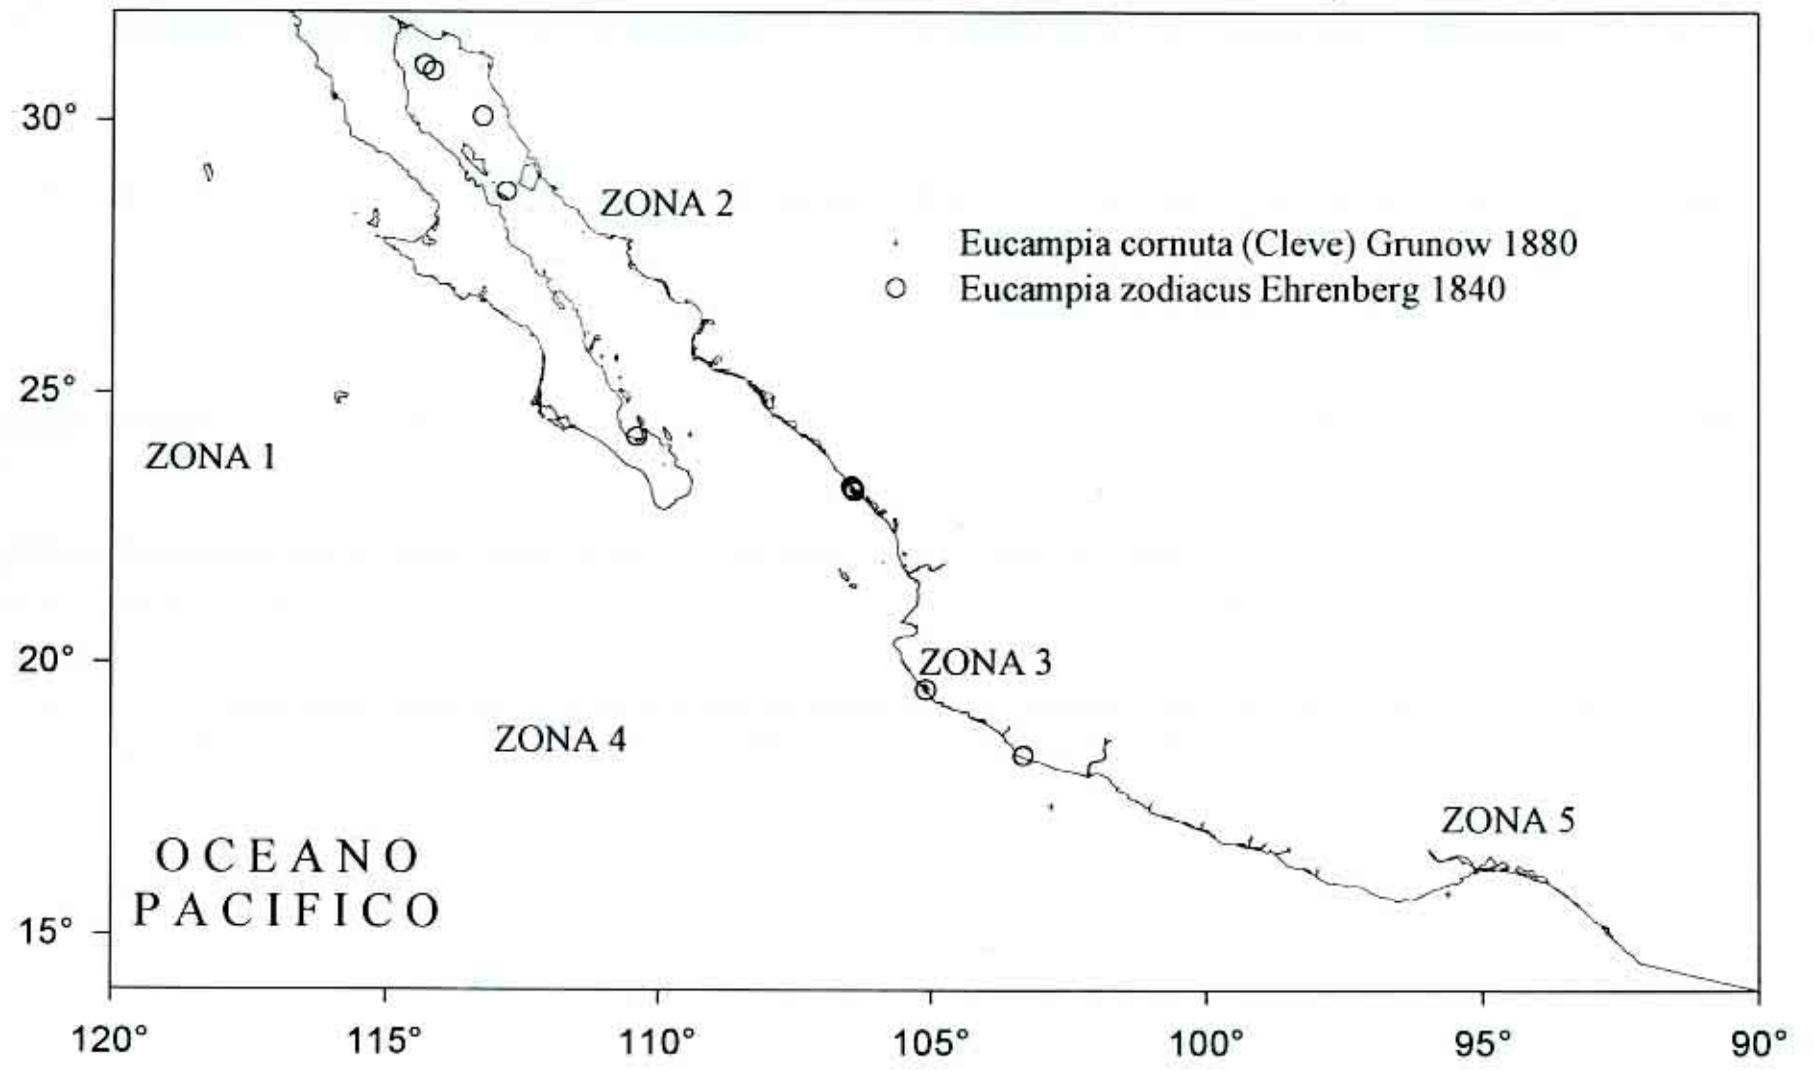 30°
ZONA 2
Eucampia cornuta (Cleve) Grunow 1880
Eucampia zodiacus Ehrenberg 1840
25°
ZONA 1
20°
ZONA 3
ZONA 4
ZONA 5
OCEANO
PACIFICO
15°
120° 115° 110° 105° 100° 95° 90°